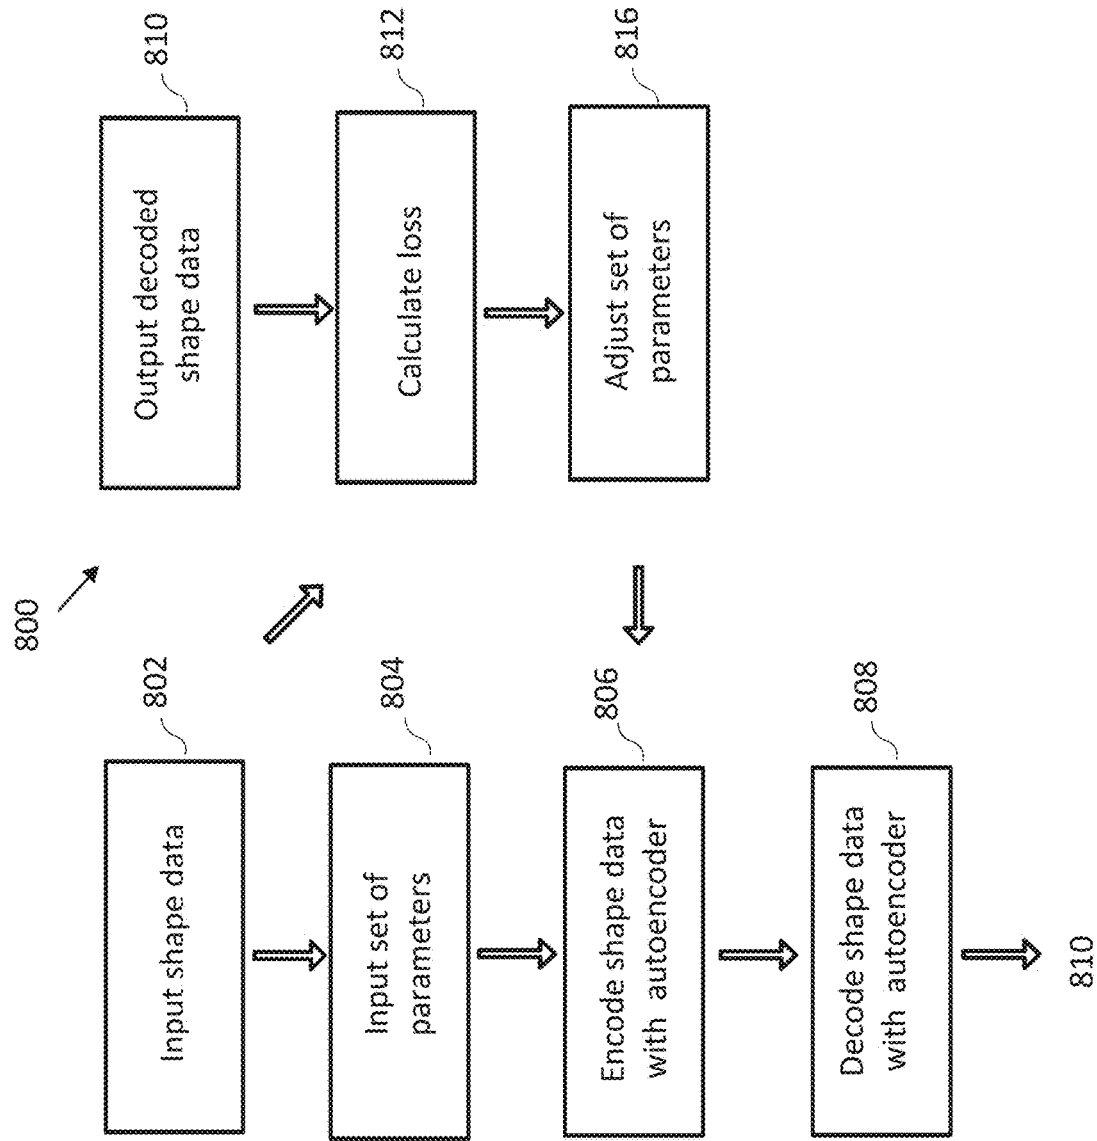 800
802
Input shape data
804
Input set of
parameters
806
Encode shape data
with autoencoder
808
Decode shape data
with autoencoder
810
810
Output decoded
shape data
812
Calculate loss
816
Adjust set of
parameters